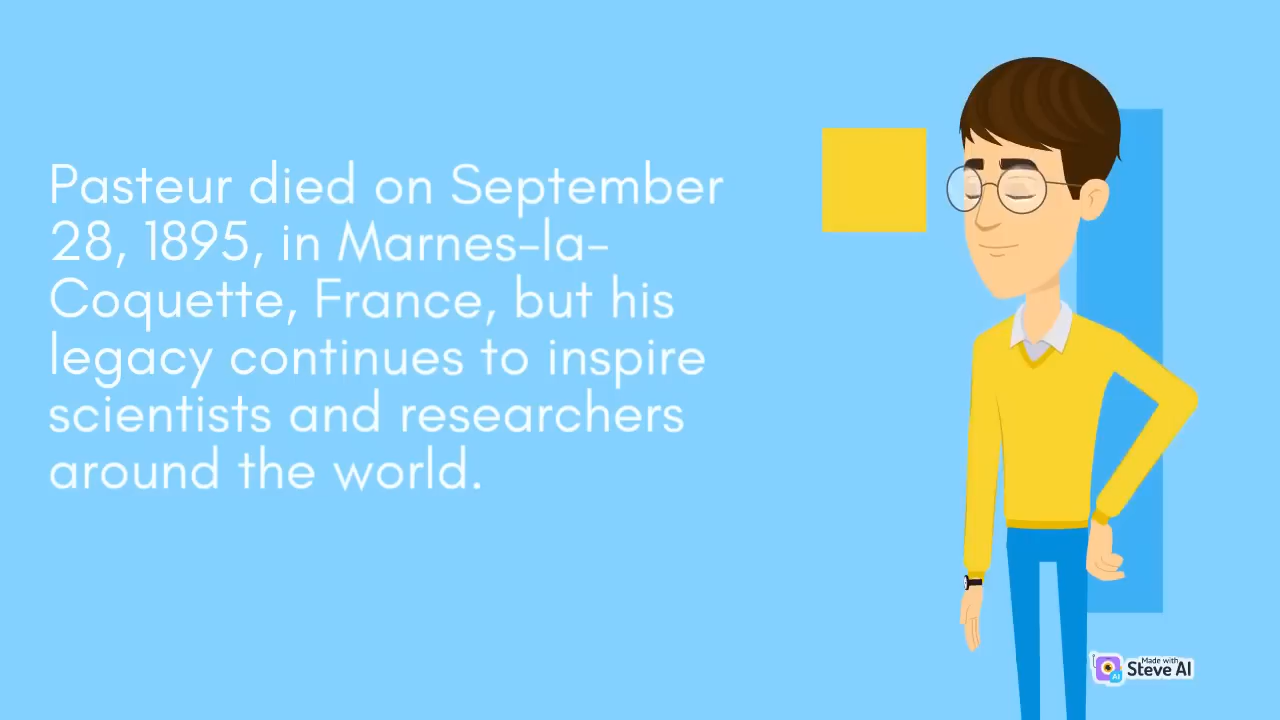 Pasteur died on September
28, 1895, in Marnes-la-
Coquette, France, but his
legacy continues to inspire
scientists and researchers
around the world.
Made with
Steve AI
AI